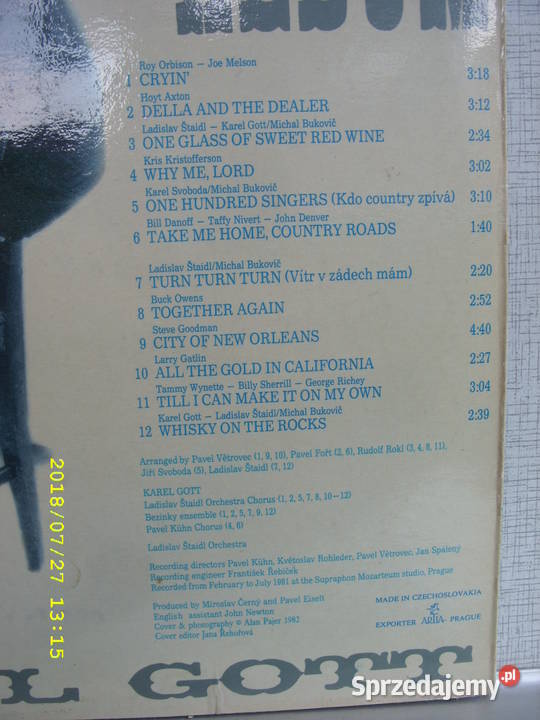 ALBUM
Roy Orbison – Joe Melson
1 CRYIN' 3:18
Hoyt Axton
2 DELLA AND THE DEALER 3:12
Ladislav Štaidl – Karel Gott/Michal Bukovič
3 ONE GLASS OF SWEET RED WINE 2:34
Kris Kristofferson
4 WHY ME, LORD 3:02
Karel Svoboda/Michal Bukovič
5 ONE HUNDRED SINGERS (Kdo country zpívá) 3:10
Bill Danoff – Taffy Nivert – John Denver
6 TAKE ME HOME, COUNTRY ROADS 1:40
Ladislav Štaidl/Michal Bukovič
7 TURN TURN TURN (Vítr v zádech mám) 2:20
Buck Owens
8 TOGETHER AGAIN 2:52
Steve Goodman
9 CITY OF NEW ORLEANS 4:40
Larry Gatlin
10 ALL THE GOLD IN CALIFORNIA 2:27
Tammy Wynette – Billy Sherrill – George Richey
11 TILL I CAN MAKE IT ON MY OWN 3:04
Karel Gott – Ladislav Štaidl/Michal Bukovič
12 WHISKY ON THE ROCKS 2:39
Arranged by Pavel Větrovec (1, 9, 10), Pavel Fořt (2, 6), Rudolf Rokl (3, 4, 8, 11),
Jiří Svoboda (5), Ladislav Štaidl (7, 12)
KAREL GOTT
Ladislav Štaidl Orchestra Chorus (1, 2, 5, 7, 8, 10–12)
Bezinky ensemble (1, 2, 5, 7, 9, 12)
Pavel Kühn Chorus (4, 6)
Ladislav Štaidl Orchestra
Recording directors Pavel Kühn, Květoslav Rohleder, Pavel Větrovec, Jan Spálený
Recording engineer František Řebíček
Recorded from February to July 1981 at the Supraphon Mozarteum studio, Prague
Produced by Miroslav Černý and Pavel Eiselt
English assistant John Newton
Cover & photography © Alan Pajer 1982
Cover editor Jana Řehořová
MADE IN CZECHOSLOVAKIA
EXPORTER ARTIA PRAGUE
L GOTT
2018/07/27 13:15
Sprzedajemy.pl